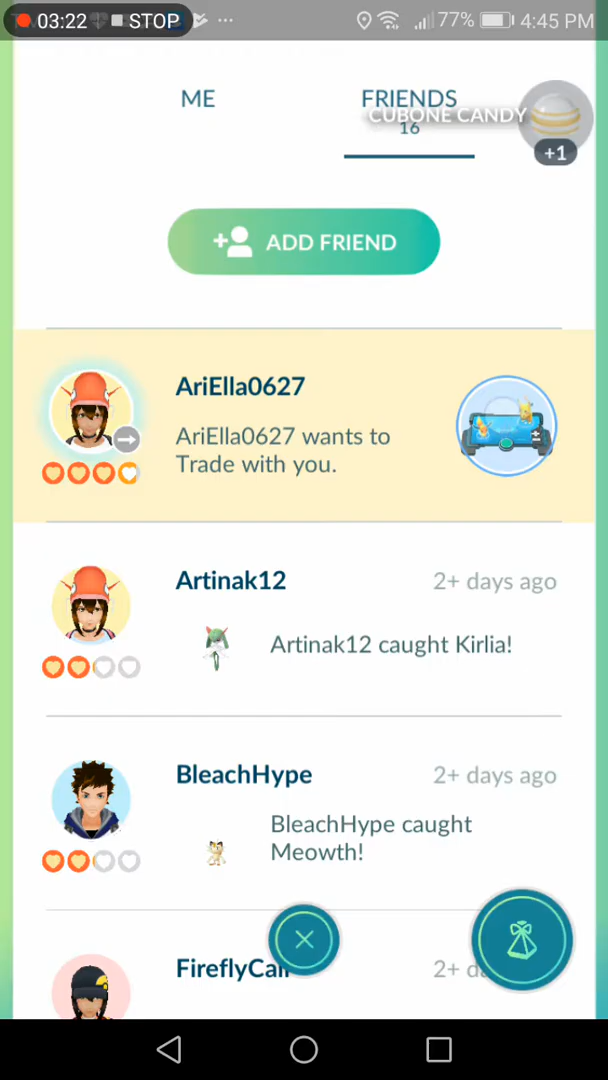 03:22 STOP ... 77% 4:45 PM
ME
FRIENDS
16
CUBONE CANDY
+1
ADD FRIEND
AriElla0627
AriElla0627 wants to
Trade with you.
Artinak12 2+ days ago
Artinak12 caught Kirlia!
BleachHype 2+ days ago
BleachHype caught
Meowth!
2+ d